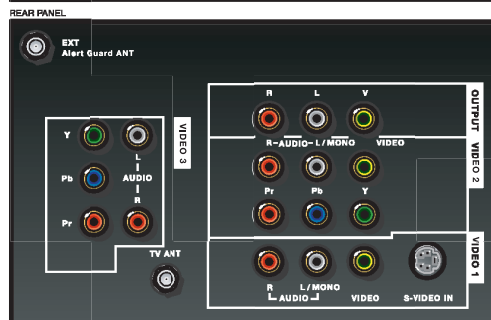 REAR PANEL
EXT
Alert Guard ANT
Y
Pb
Pr
L
AUDIO
R
VIDEO 3
TV ANT
R L V
OUTPUT
R-AUDIO-L/MONO VIDEO
VIDEO 2
Pr Pb Y
VIDEO 1
R L/MONO
AUDIO VIDEO S-VIDEO IN